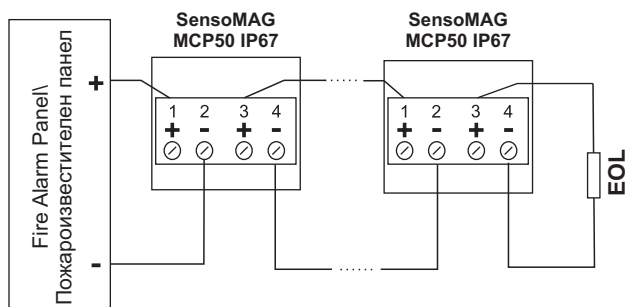 SensoMAG
MCP50 IP67
SensoMAG
MCP50 IP67
Fire Alarm Panel\
Пожароизвестителен панел
+
-
1 2 3 4
+ - + -
1 2 3 4
+ - + -
EOL